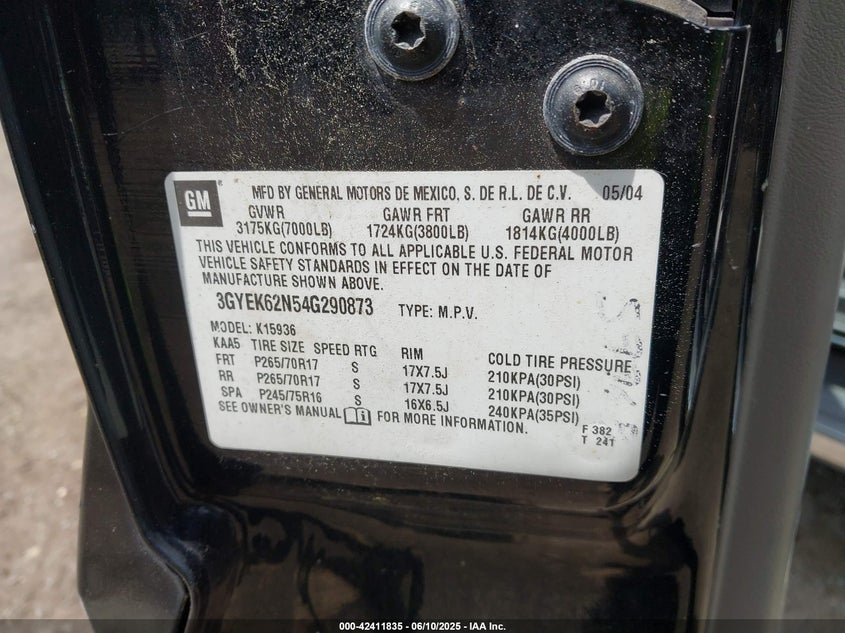 GM
MFD BY GENERAL MOTORS DE MEXICO, S. DE R.L. DE C.V. 05/04
GVWR GAWR FRT GAWR RR
3175KG(7000LB) 1724KG(3800LB) 1814KG(4000LB)
THIS VEHICLE CONFORMS TO ALL APPLICABLE U.S. FEDERAL MOTOR
VEHICLE SAFETY STANDARDS IN EFFECT ON THE DATE OF
MANUFACTURE SHOWN ABOVE.
3GYEK62N54G290873 TYPE: M.P.V.
MODEL: K15936
KAA5 TIRE SIZE SPEED RTG RIM COLD TIRE PRESSURE
FRT P265/70R17 S 17X7.5J 210KPA(30PSI)
RR P265/70R17 S 17X7.5J 210KPA(30PSI)
SPA P245/75R16 S 16X6.5J 240KPA(35PSI)
SEE OWNER'S MANUAL FOR MORE INFORMATION.
F 382
T 241
000-42411835 - 06/10/2025 - IAA Inc.